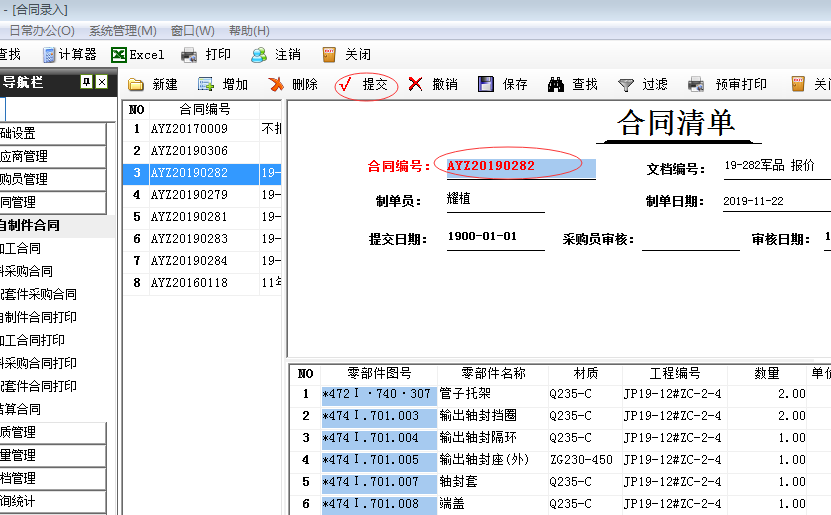 - [合同录入]
日常办公(O) 系统管理(M) 窗口(W) 帮助(H)
查找 计算器 Excel 打印 注销 关闭
导航栏
新建 增加 删除 提交 撤销 保存 查找 过滤 预审打印 关
础设置
应商管理
购员管理
同管理
自制件合同
加工合同
料采购合同
配套件采购合同
自制件合同打印
加工合同打印
料采购合同打印
配套件合同打印
结算合同
质管理
量管理
档管理
询统计
NO 合同编号
1 AYZ20170009 不
2 AYZ20190306
3 AYZ20190282 19-
4 AYZ20190279 19-
5 AYZ20190281 19-
6 AYZ20190283 19-
7 AYZ20190284 19-
8 AYZ20160118 11
合同清单
合同编号： AYZ20190282 文档编号： 19-282军品 报价
制单员： 耀植 制单日期： 2019-11-22
提交日期： 1900-01-01 采购员审核： 审核日期： 1
NO 零部件图号 零部件名称 材质 工程编号 数量 单价
1 *472Ⅰ·740·307 管子托架 Q235-C JP19-12#ZC-2-4 2.00
2 *474Ⅰ.701.003 输出轴封挡圈 Q235-C JP19-12#ZC-2-4 2.00
3 *474Ⅰ.701.004 输出轴封隔环 Q235-C JP19-12#ZC-2-4 1.00
4 *474Ⅰ.701.005 输出轴封座(外) ZG230-450 JP19-12#ZC-2-4 1.00
5 *474Ⅰ.701.007 轴封套 Q235-C JP19-12#ZC-2-4 1.00
6 *474Ⅰ.701.008 端盖 Q235-C JP19-12#ZC-2-4 1.00